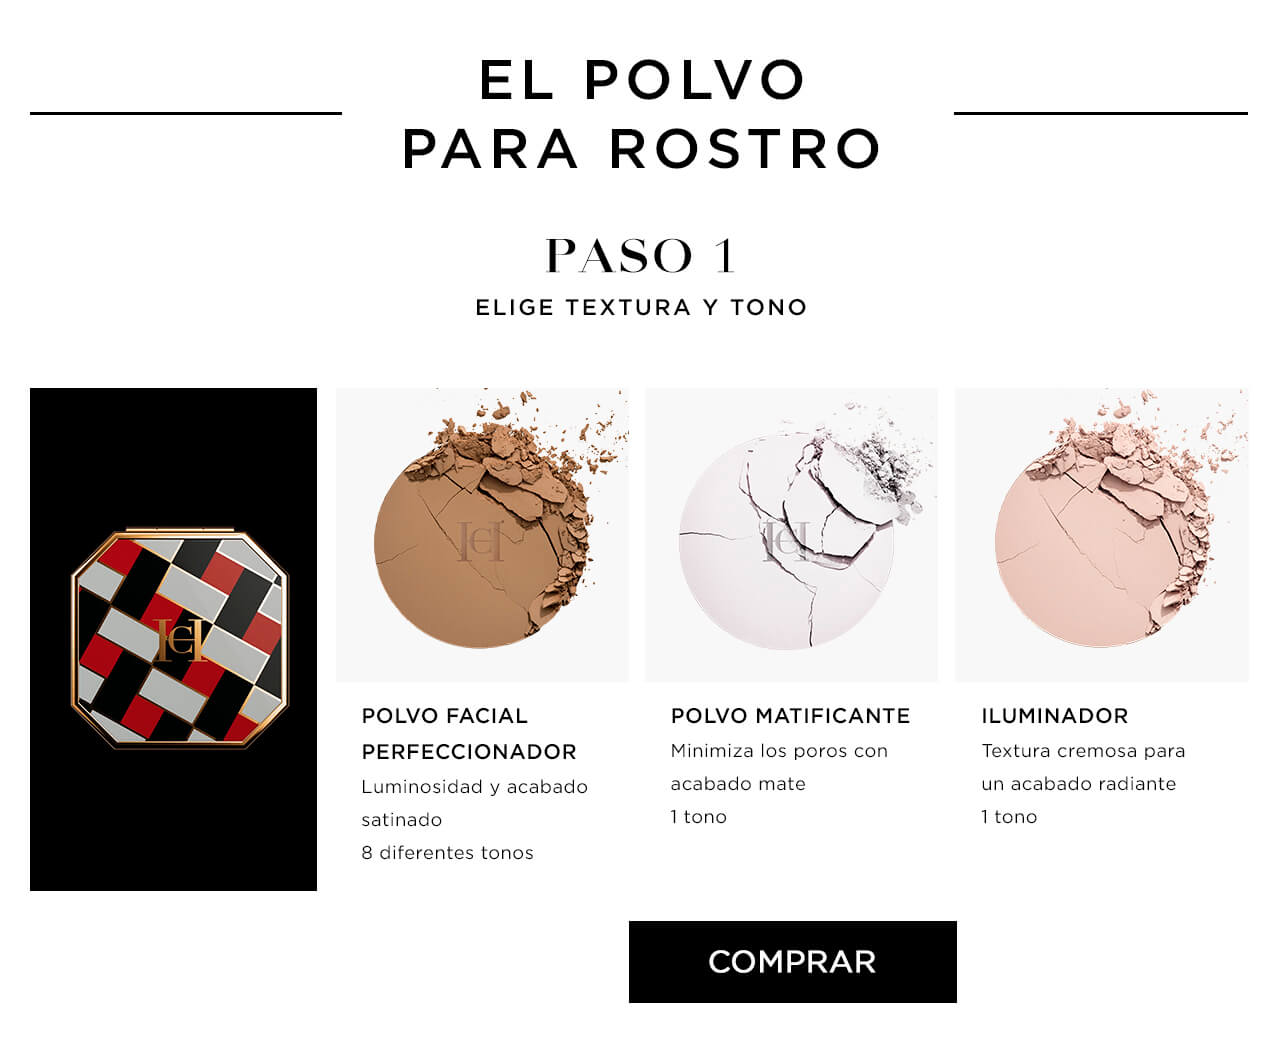 EL POLVO
PARA ROSTRO
PASO 1
ELIGE TEXTURA Y TONO
POLVO FACIAL
PERFECCIONADOR
Luminosidad y acabado
satinado
8 diferentes tonos
POLVO MATIFICANTE
Minimiza los poros con
acabado mate
1 tono
ILUMINADOR
Textura cremosa para
un acabado radiante
1 tono
COMPRAR